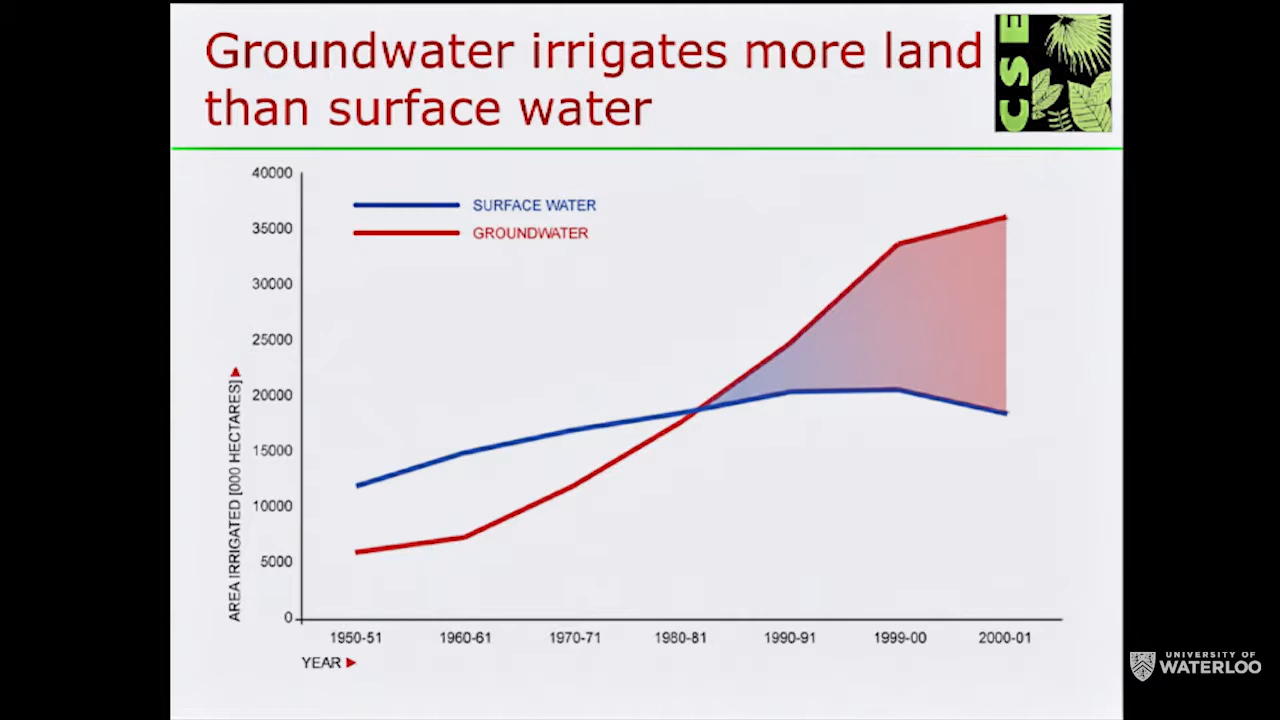 Groundwater irrigates more land
than surface water
CSE
40000
35000
30000
25000
20000
15000
10000
5000
0
SURFACE WATER
GROUNDWATER
AREA IRRIGATED [000 HECTARES]
1950-51 1960-61 1970-71 1980-81 1990-91 1999-00 2000-01
YEAR
UNIVERSITY OF
WATERLOO